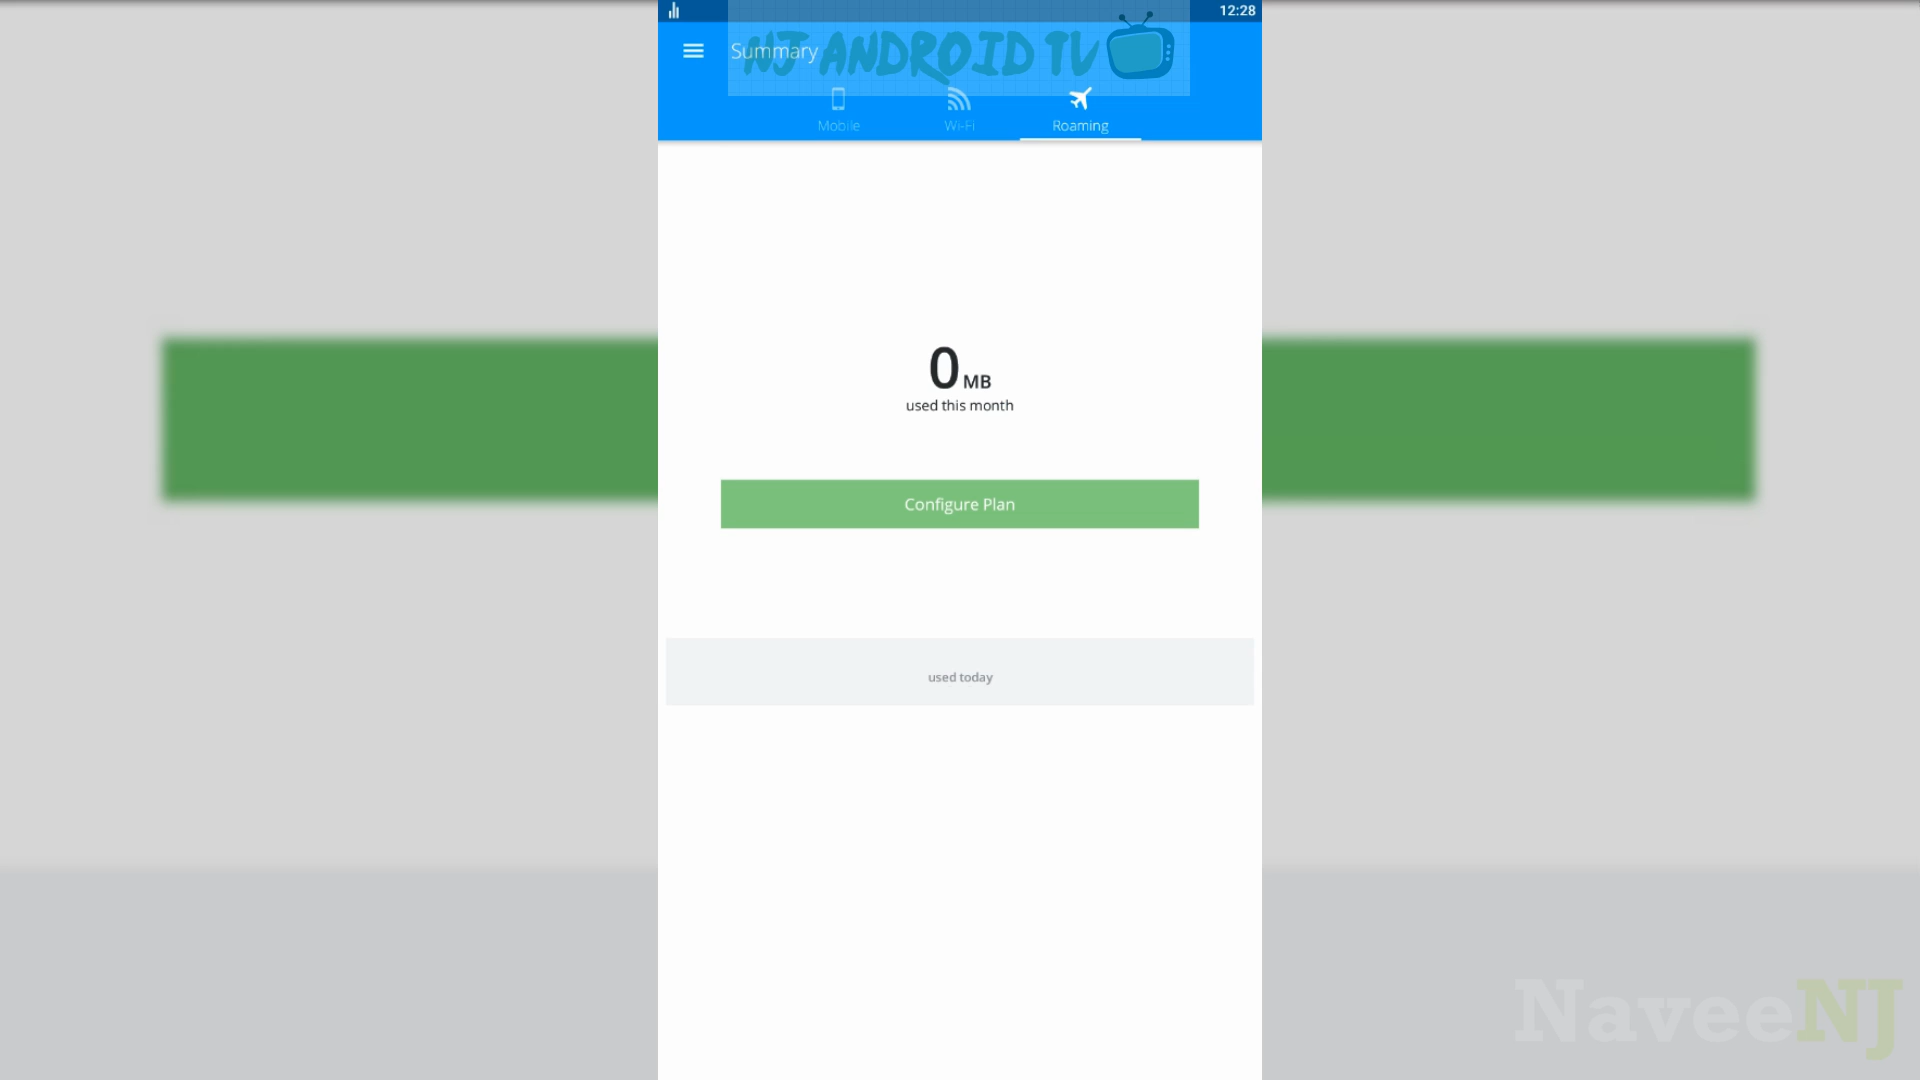 12:28
Summary
NJ ANDROID TV
Mobile
Wi-Fi
Roaming
0 MB
used this month
Configure Plan
used today
NaveeNJ